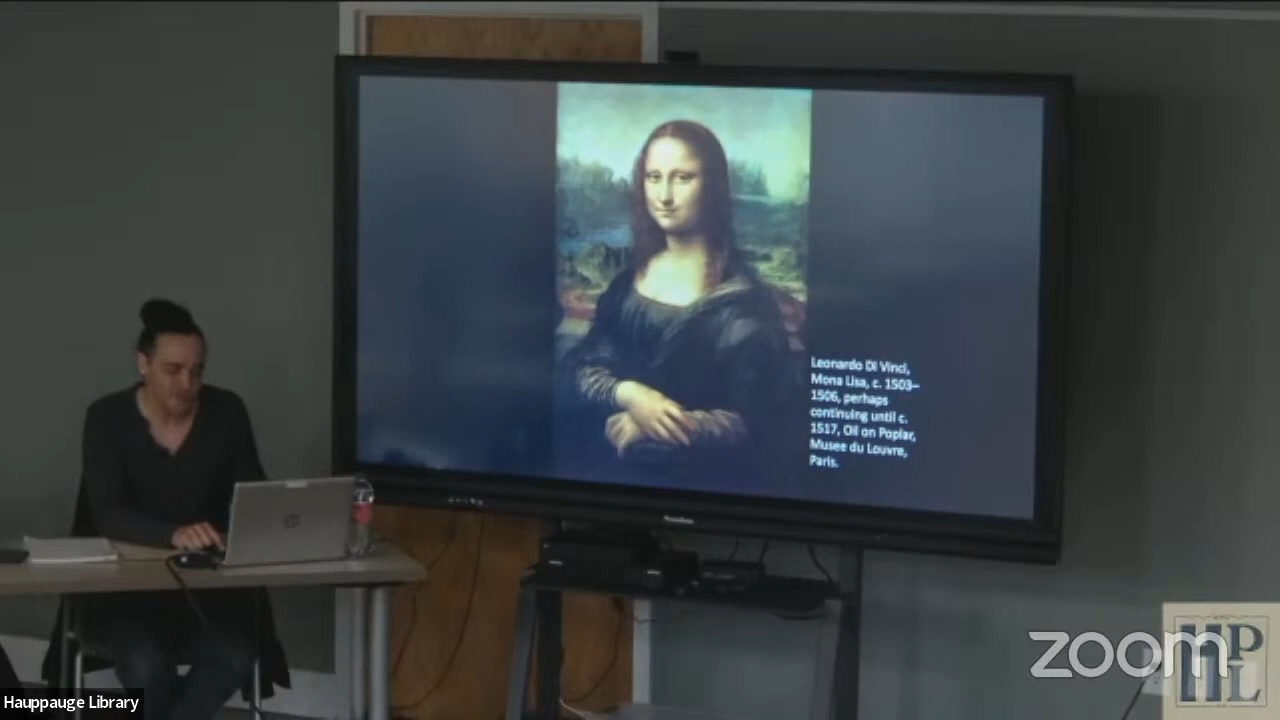 Leonardo Di Vinci,
Mona Lisa, c. 1503–
1506, perhaps
continuing until c.
1517, Oil on Poplar,
Musee du Louvre,
Paris.
hp
zoom
HPL
Hauppauge Library